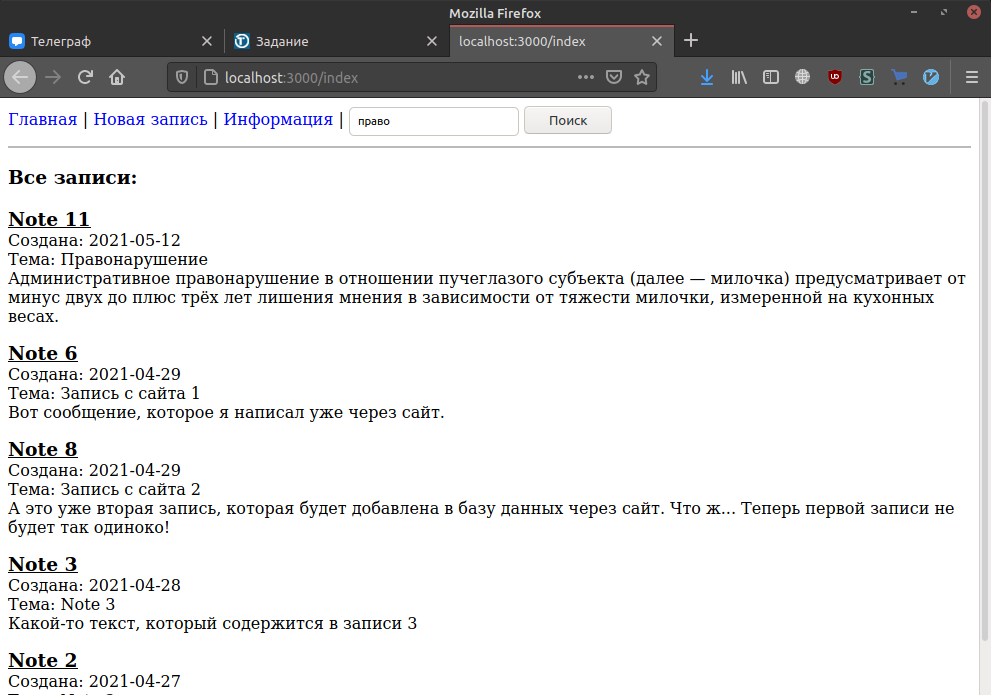 Mozilla Firefox
Телеграф
Задание
localhost:3000/index
localhost:3000/index
Главная | Новая запись | Информация | право Поиск
Все записи:
Note 11
Создана: 2021-05-12
Тема: Правонарушение
Административное правонарушение в отношении пучеглазого субъекта (далее — милочка) предусматривает от
минус двух до плюс трёх лет лишения мнения в зависимости от тяжести милочки, измеренной на кухонных
весах.
Note 6
Создана: 2021-04-29
Тема: Запись с сайта 1
Вот сообщение, которое я написал уже через сайт.
Note 8
Создана: 2021-04-29
Тема: Запись с сайта 2
А это уже вторая запись, которая будет добавлена в базу данных через сайт. Что ж... Теперь первой записи не
будет так одиноко!
Note 3
Создана: 2021-04-28
Тема: Note 3
Какой-то текст, который содержится в записи 3
Note 2
Создана: 2021-04-27